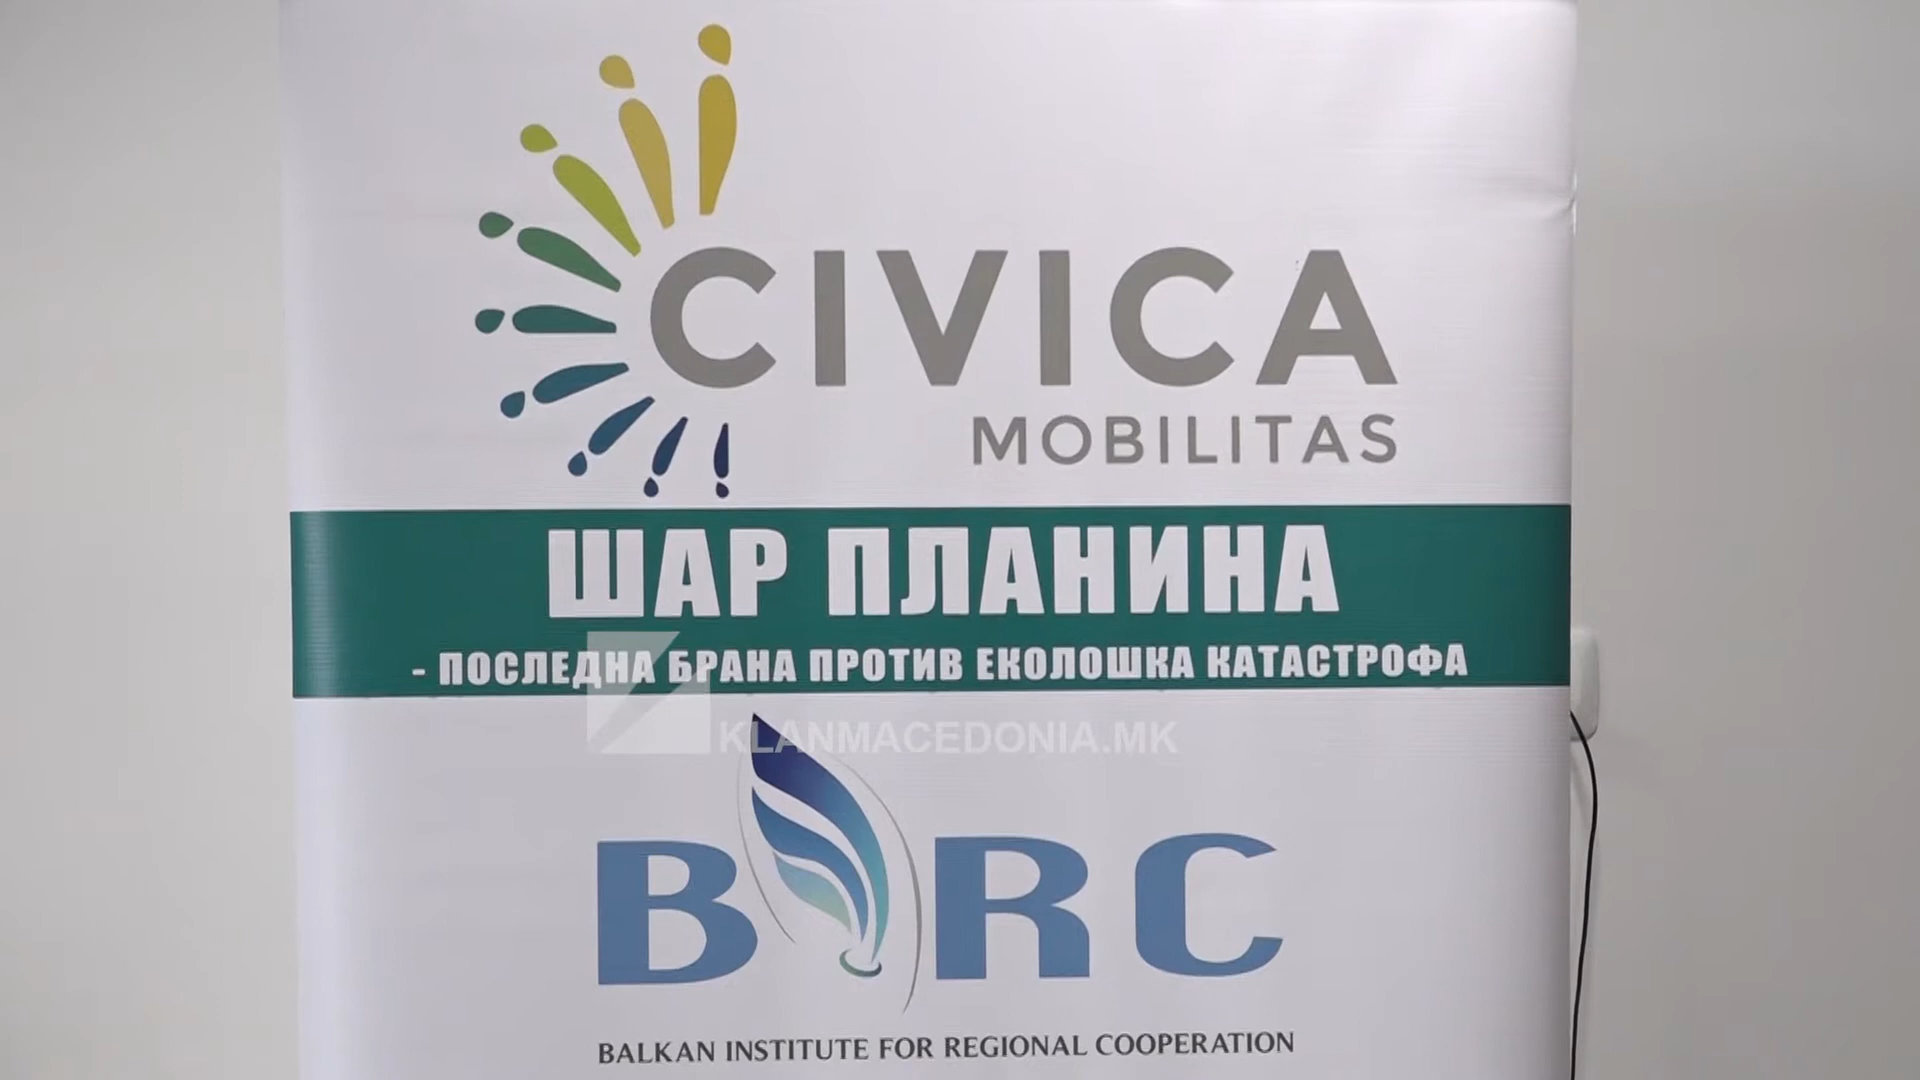 CIVICA
MOBILITAS
ШАР ПЛАНИНА
- ПОСЛЕДНА БРАНА ПРОТИВ ЕКОЛОШКА КАТАСТРОФА
KLANMACEDONIA.MK
BIRC
BALKAN INSTITUTE FOR REGIONAL COOPERATION